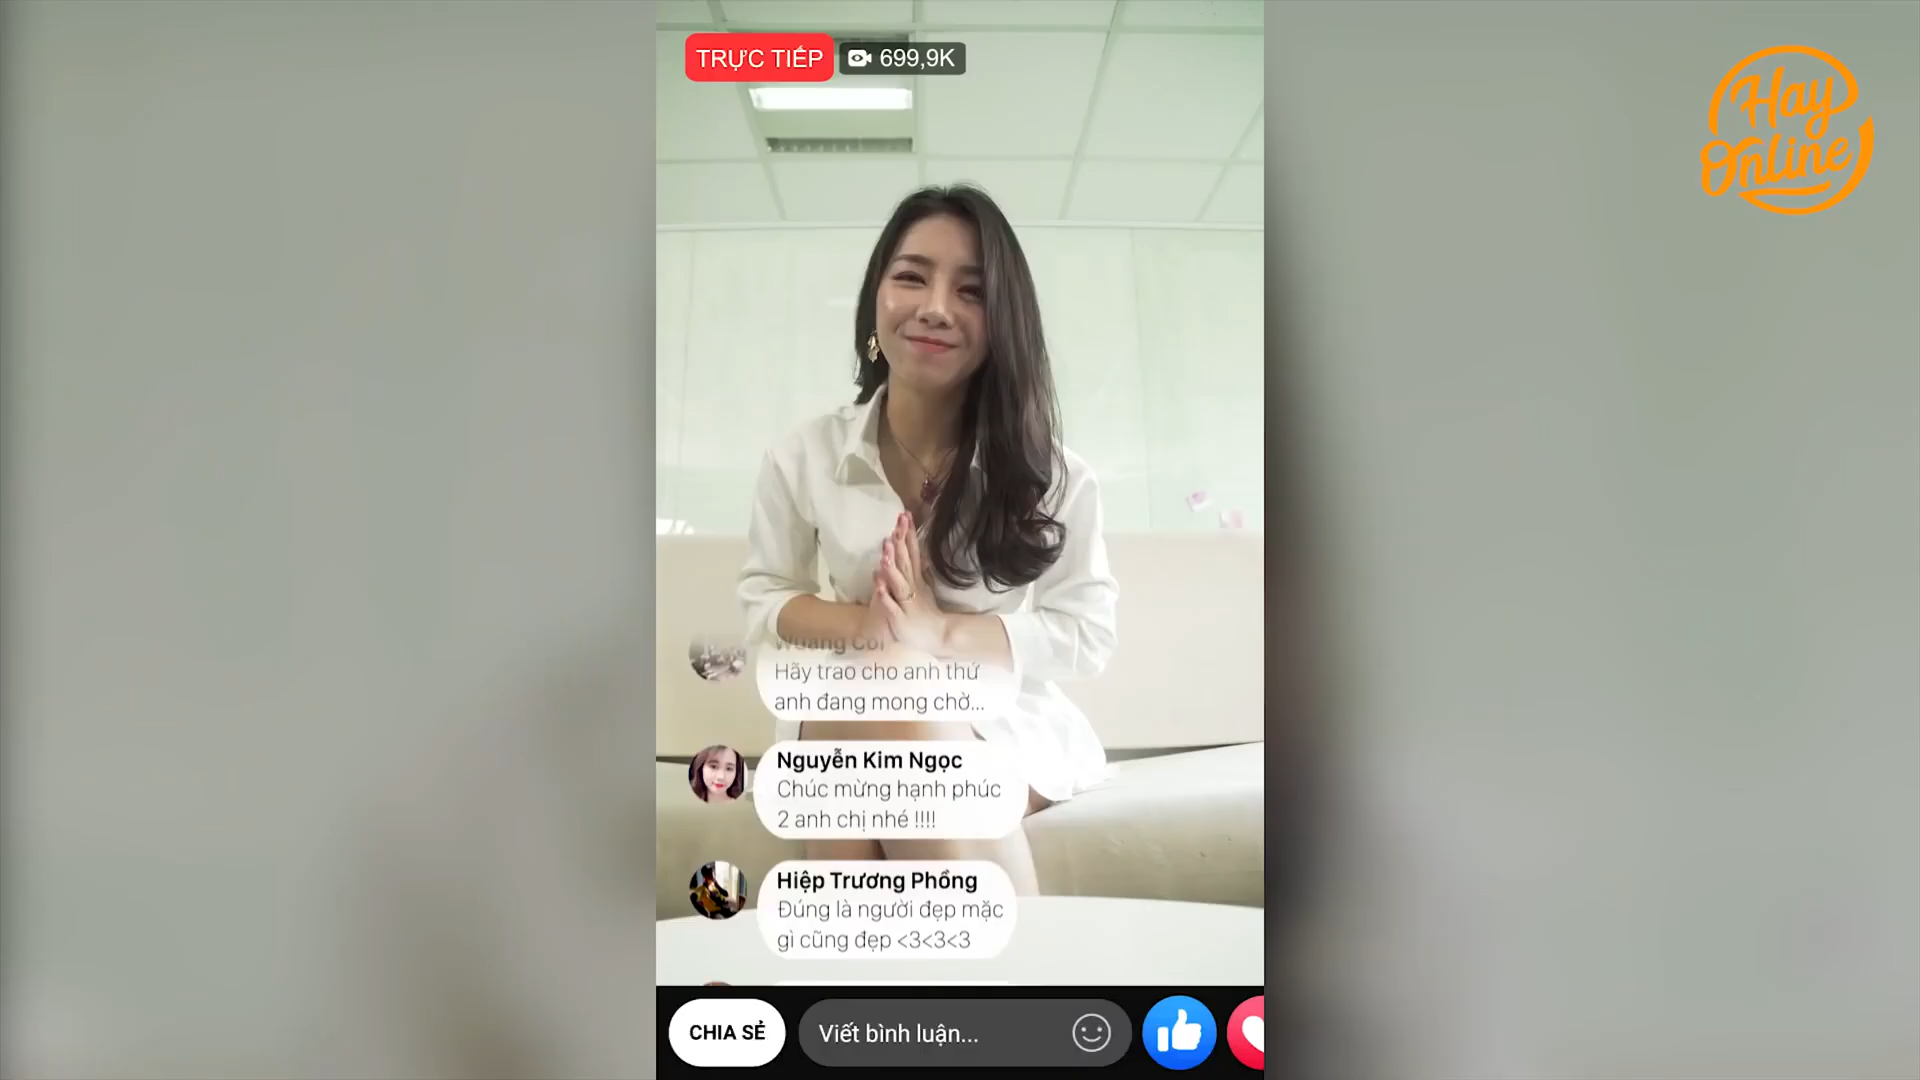 TRỰC TIẾP
699,9K
Hay
Online
Wuang Còi
Hãy trao cho anh thứ
anh đang mong chờ...
Nguyễn Kim Ngọc
Chúc mừng hạnh phúc
2 anh chị nhé !!!!
Hiệp Trương Phồng
Đúng là người đẹp mặc
gì cũng đẹp <3<3<3
CHIA SẺ
Viết bình luận...